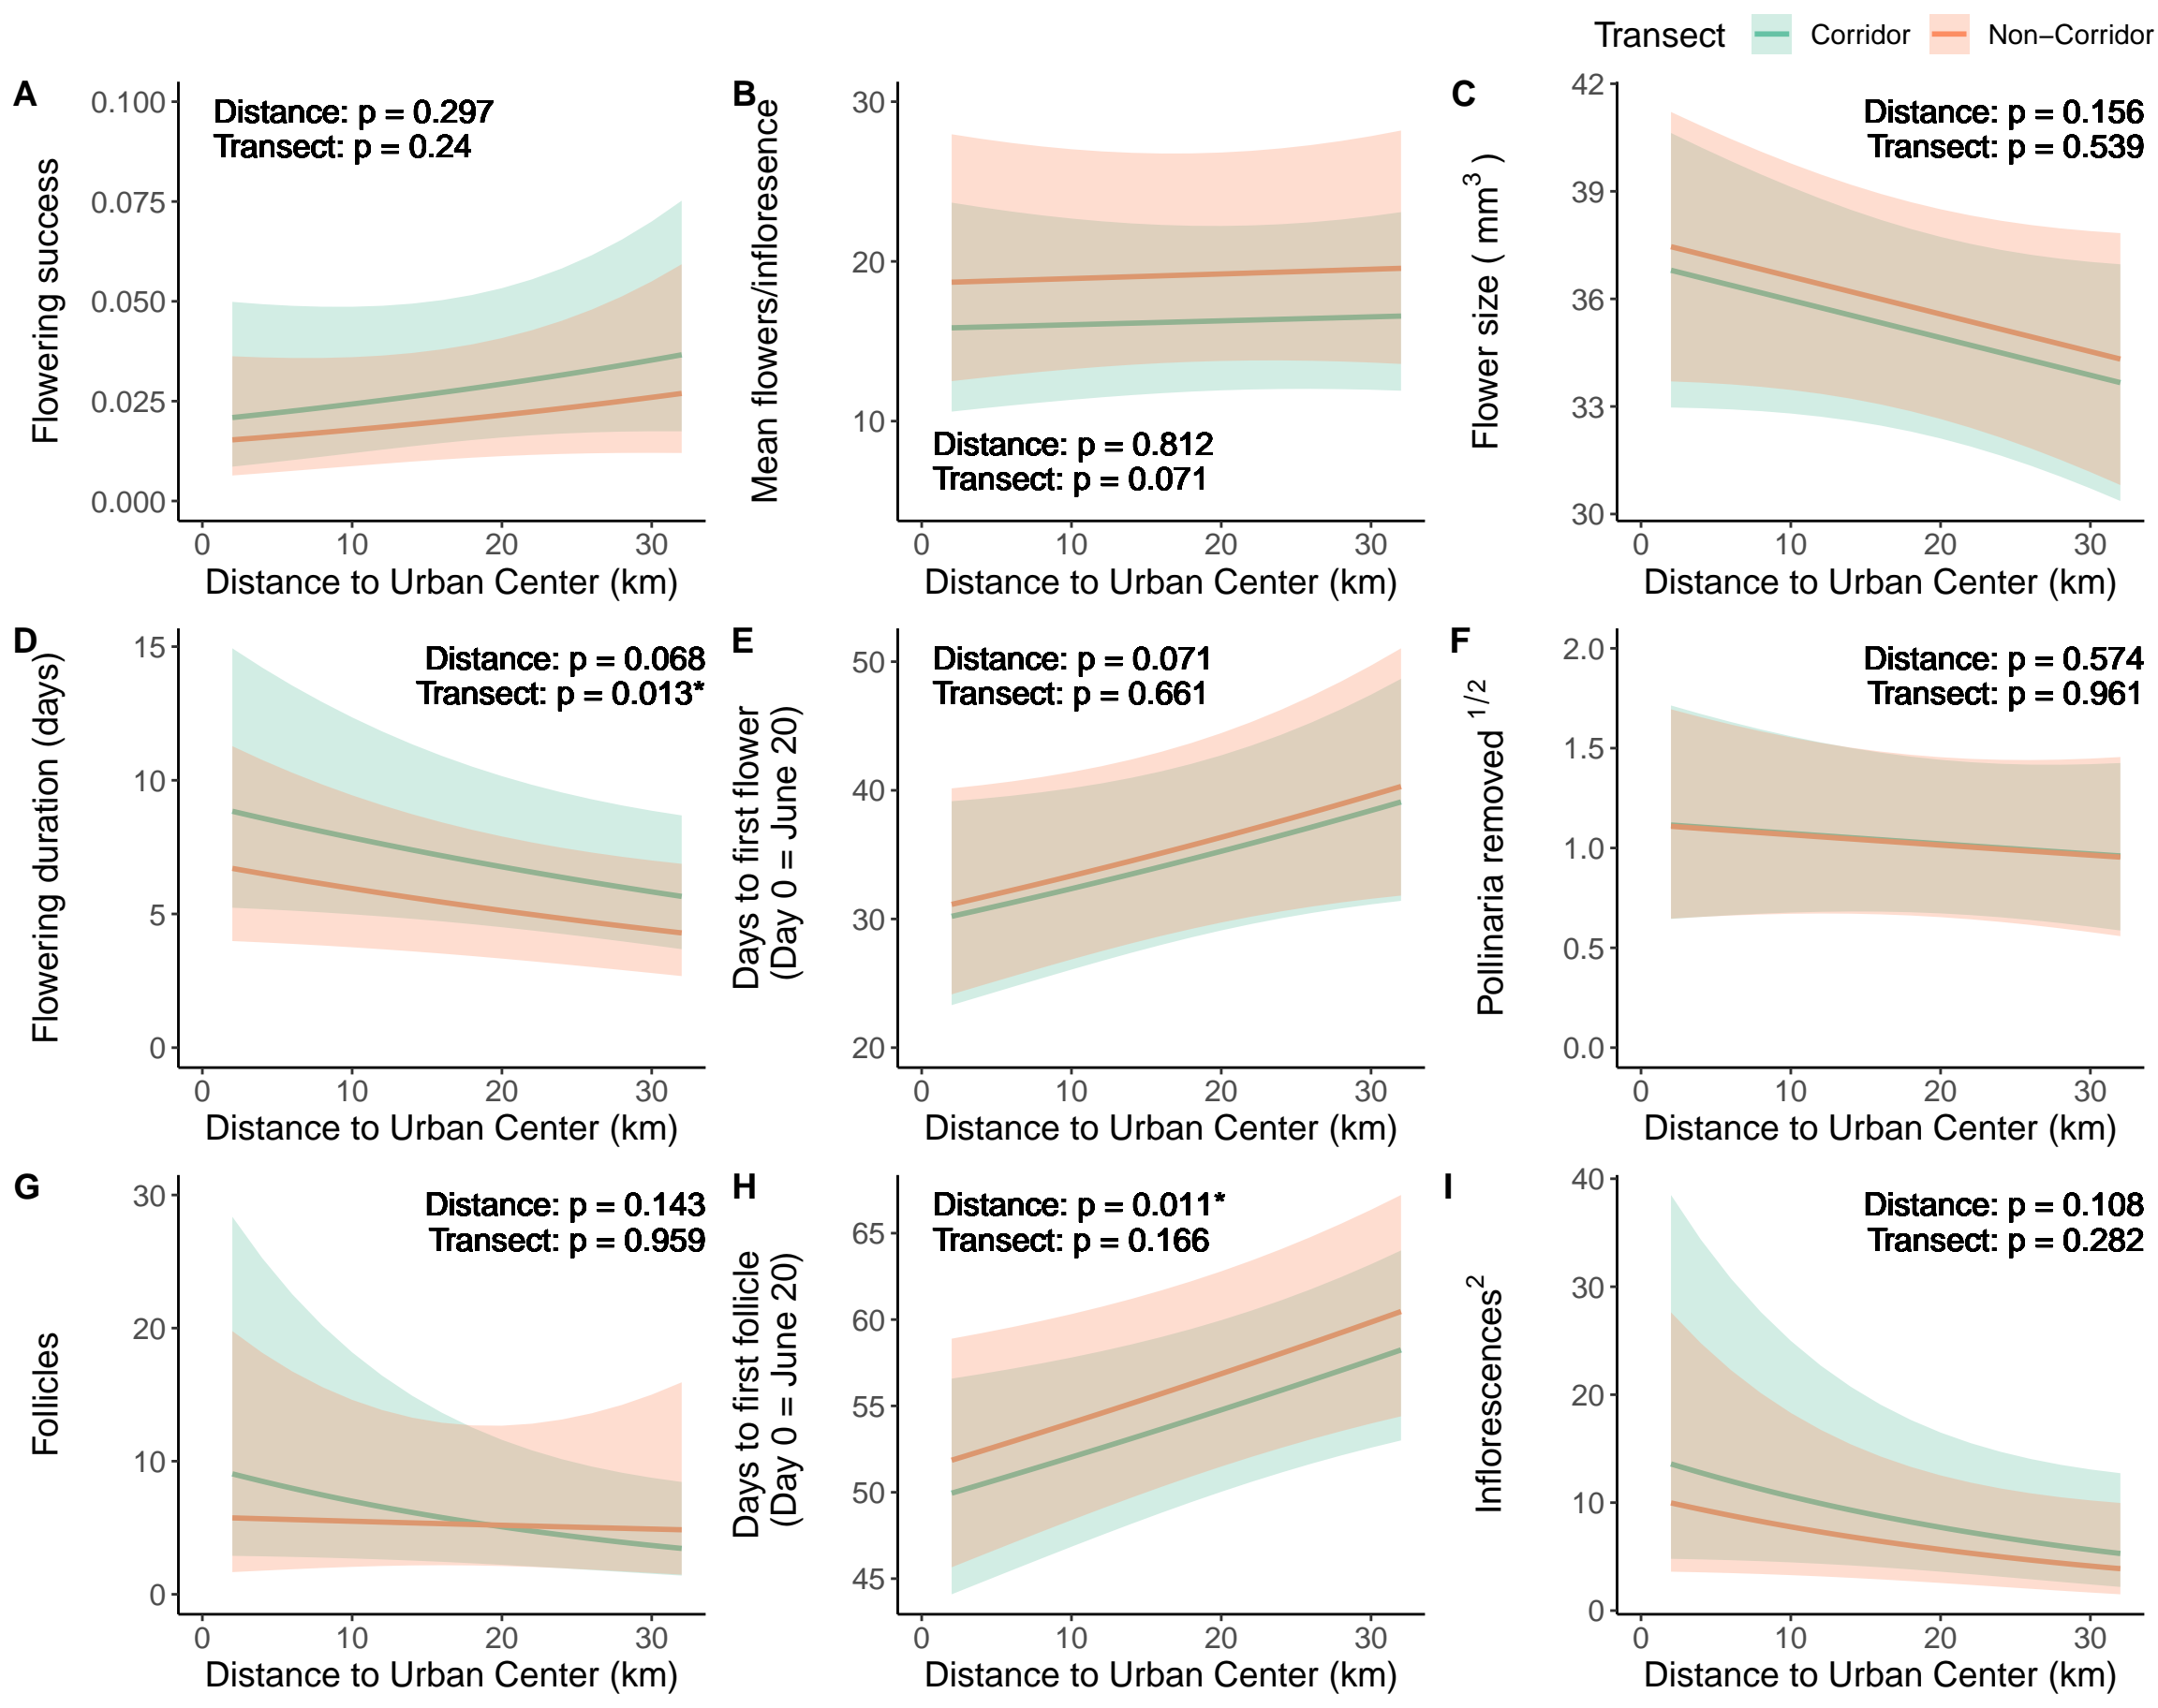 Transect Corridor Non−Corridor
A
Distance: p = 0.297
Transect: p = 0.24
Flowering success
0.100
0.075
0.050
0.025
0.000
0 10 20 30
Distance to Urban Center (km)
B
Mean flowers/infloresence
30
20
10
Distance: p = 0.812
Transect: p = 0.071
0 10 20 30
Distance to Urban Center (km)
C
Distance: p = 0.156
Transect: p = 0.539
Flower size ( mm³ )
42
39
36
33
30
0 10 20 30
Distance to Urban Center (km)
D
Distance: p = 0.068
Transect: p = 0.013*
Flowering duration (days)
15
10
5
0
0 10 20 30
Distance to Urban Center (km)
E
Distance: p = 0.071
Transect: p = 0.661
Days to first flower
(Day 0 = June 20)
50
40
30
20
0 10 20 30
Distance to Urban Center (km)
F
Distance: p = 0.574
Transect: p = 0.961
Pollinaria removed 1/2
2.0
1.5
1.0
0.5
0.0
0 10 20 30
Distance to Urban Center (km)
G
Distance: p = 0.143
Transect: p = 0.959
Follicles
30
20
10
0
0 10 20 30
Distance to Urban Center (km)
H
Distance: p = 0.011*
Transect: p = 0.166
Days to first follicle
(Day 0 = June 20)
65
60
55
50
45
0 10 20 30
Distance to Urban Center (km)
I
Distance: p = 0.108
Transect: p = 0.282
Inflorescences²
40
30
20
10
0
0 10 20 30
Distance to Urban Center (km)